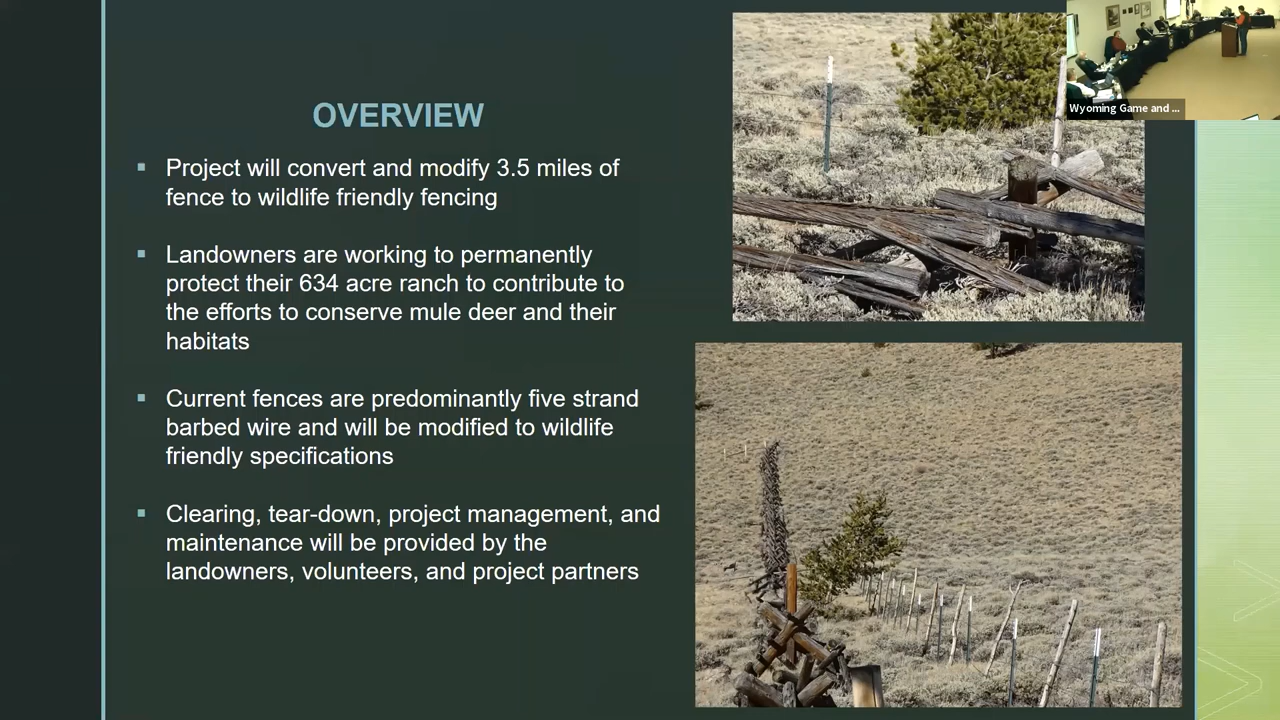 OVERVIEW
▪ Project will convert and modify 3.5 miles of
fence to wildlife friendly fencing
▪ Landowners are working to permanently
protect their 634 acre ranch to contribute to
the efforts to conserve mule deer and their
habitats
▪ Current fences are predominantly five strand
barbed wire and will be modified to wildlife
friendly specifications
▪ Clearing, tear-down, project management, and
maintenance will be provided by the
landowners, volunteers, and project partners
Wyoming Game and ...